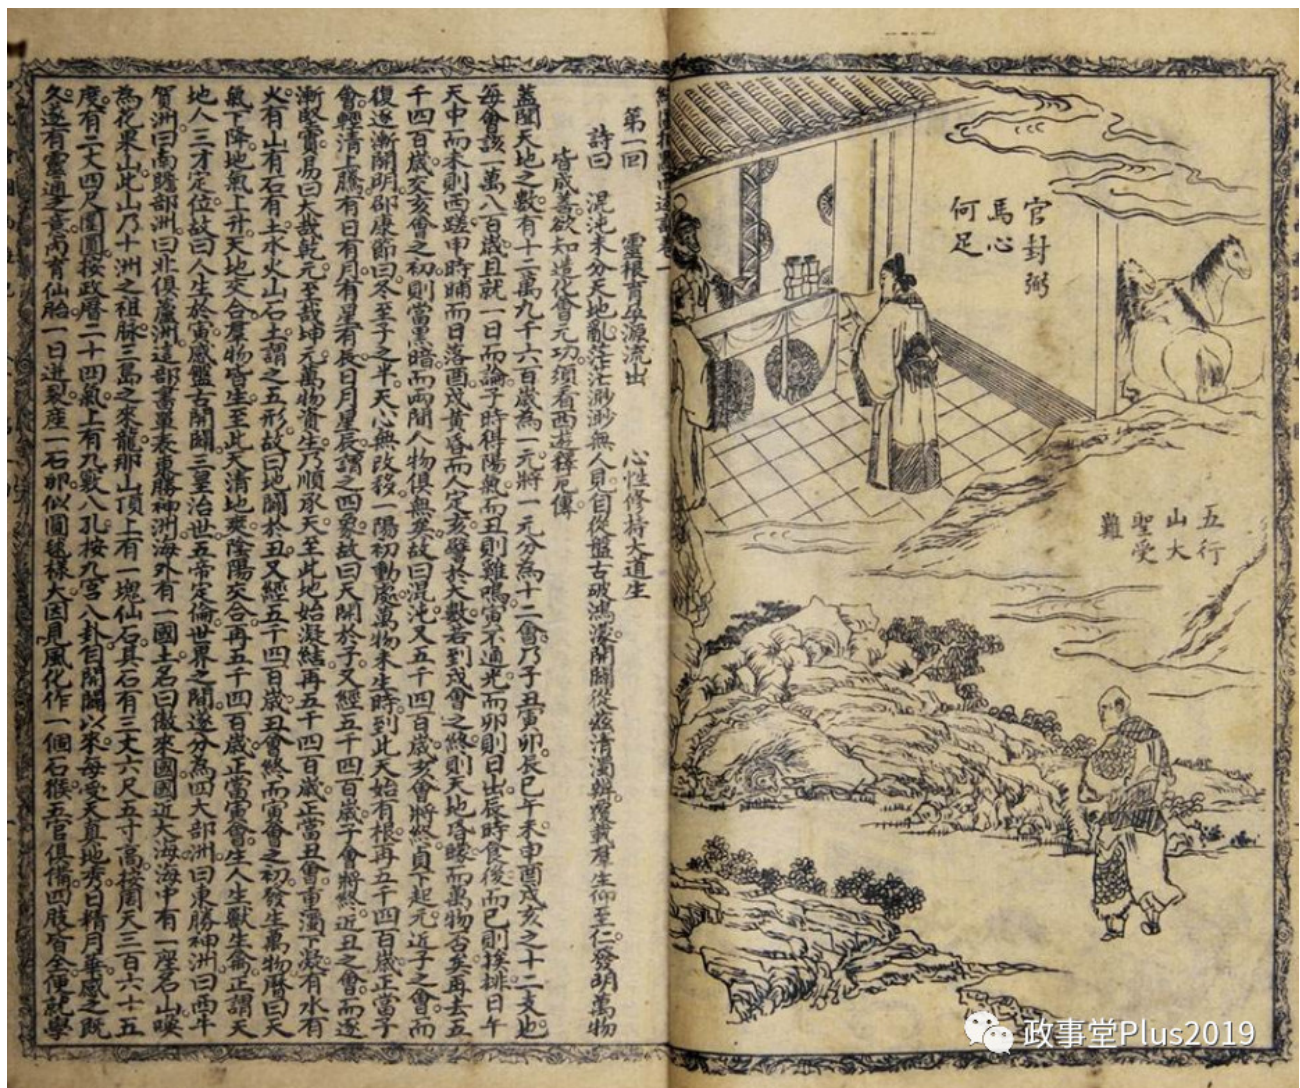 官封弼
馬心
何足
五行
山大
聖受
難
第一回 靈根育孕源流出 心性修持大道生
詩曰 混沌未分天地亂茫茫渺渺無人見自從盤古破鴻濛開闢從茲清濁辨覆載羣生仰至仁發明萬物
皆成善欲知造化會元功須看西遊釋厄傳
蓋聞天地之數有十二萬九千六百歲為一元將一元分為十二會乃子丑寅卯辰巳午未申酉戌亥之十二支也
每會該一萬八百歲且就一日而論子時得陽氣而丑則雞鳴寅不通光而卯則日出辰時食後而巳則挨排日午
天中而未則西蹉申時晡而日落酉戌黃昏而人定亥譬於大數若到戌會之終則天地昏曚而萬物否矣再去五
千四百歲交亥會之初則當黑暗而兩間人物俱無矣故曰混沌又五千四百歲亥會將終貞下起元近子之會而
復逐漸開明邵康節曰冬至子之半天心無改移一陽初動處萬物未生時到此天始有根再五千四百歲正當子
會輕清上騰有日有月有星有辰日月星辰謂之四象故曰天開於子又經五千四百歲子會將終近丑之會而逐
漸堅實易曰大哉乾元至哉坤元萬物資生乃順承天至此地始凝結再五千四百歲正當丑會重濁下凝有水有
火有山有石有土水火山石土謂之五形故曰地闢於丑又經五千四百歲丑會終而寅會之初發生萬物曆曰天
氣下降地氣上升天地交合羣物皆生至此天清地爽陰陽交合再五千四百歲正當寅會生人生獸生禽正謂天
地人三才定位故曰人生於寅感盤古開闢三皇治世五帝定倫世界之間遂分為四大部洲曰東勝神洲曰西牛
賀洲曰南贍部洲曰北俱蘆洲這部書單表東勝神洲海外有一國土名曰傲來國國近大海海中有一座名山喚
為花果山此山乃十洲之祖脈三島之來龍那山頂上有一塊仙石其石有三丈六尺五寸高按周天三百六十五
度有二丈四尺圍圓按政曆二十四氣上有九竅八孔按九宮八卦自開闢以來每受天真地秀日精月華感之既
久遂有靈通之意內育仙胎一日迸裂產一石卵似圓毬樣大因見風化作一個石猴五官俱備四肢皆全便就學
政事堂Plus2019